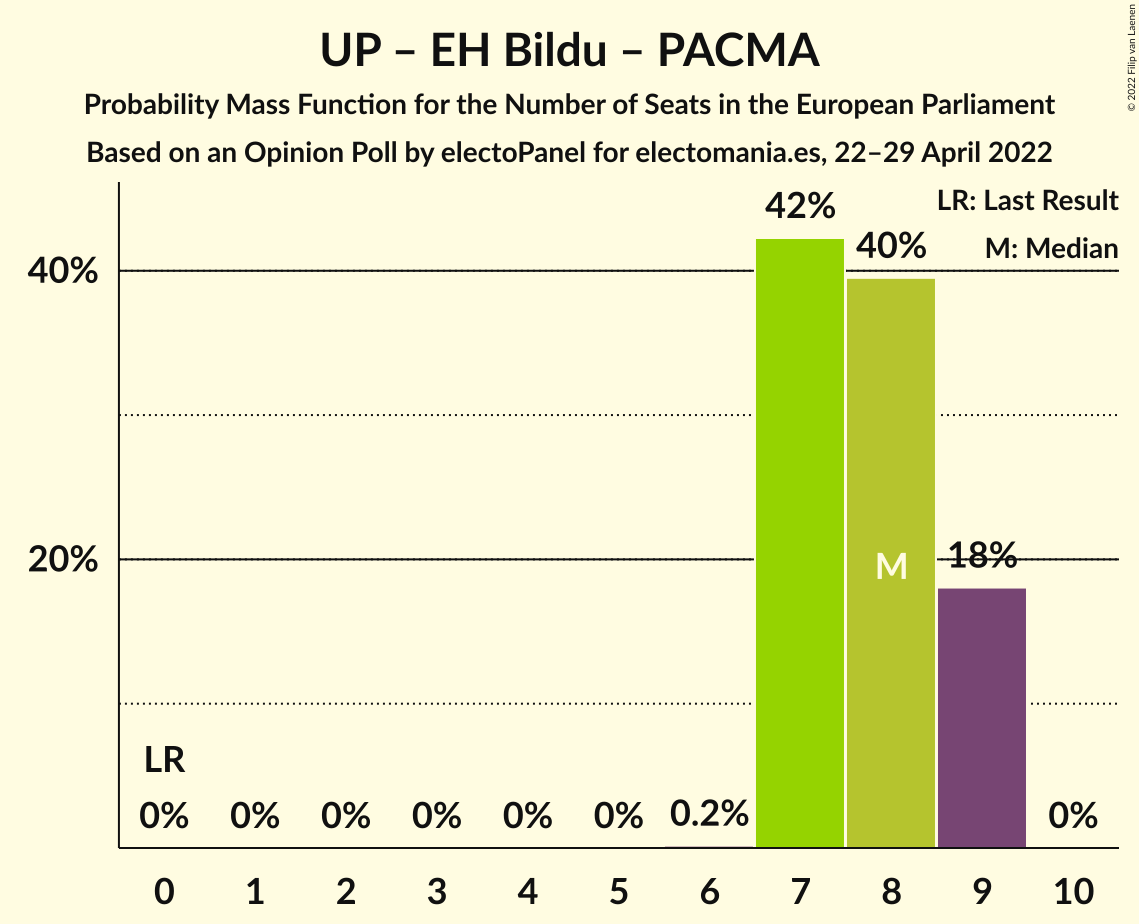 UP – EH Bildu – PACMA
Probability Mass Function for the Number of Seats in the European Parliament
Based on an Opinion Poll by electoPanel for electomania.es, 22–29 April 2022
© 2022 Filip van Laenen
LR: Last Result
M: Median
42%
40%
40%
20%
18%
M
LR
0% 0% 0% 0% 0% 0% 0.2% 0%
0 1 2 3 4 5 6 7 8 9 10